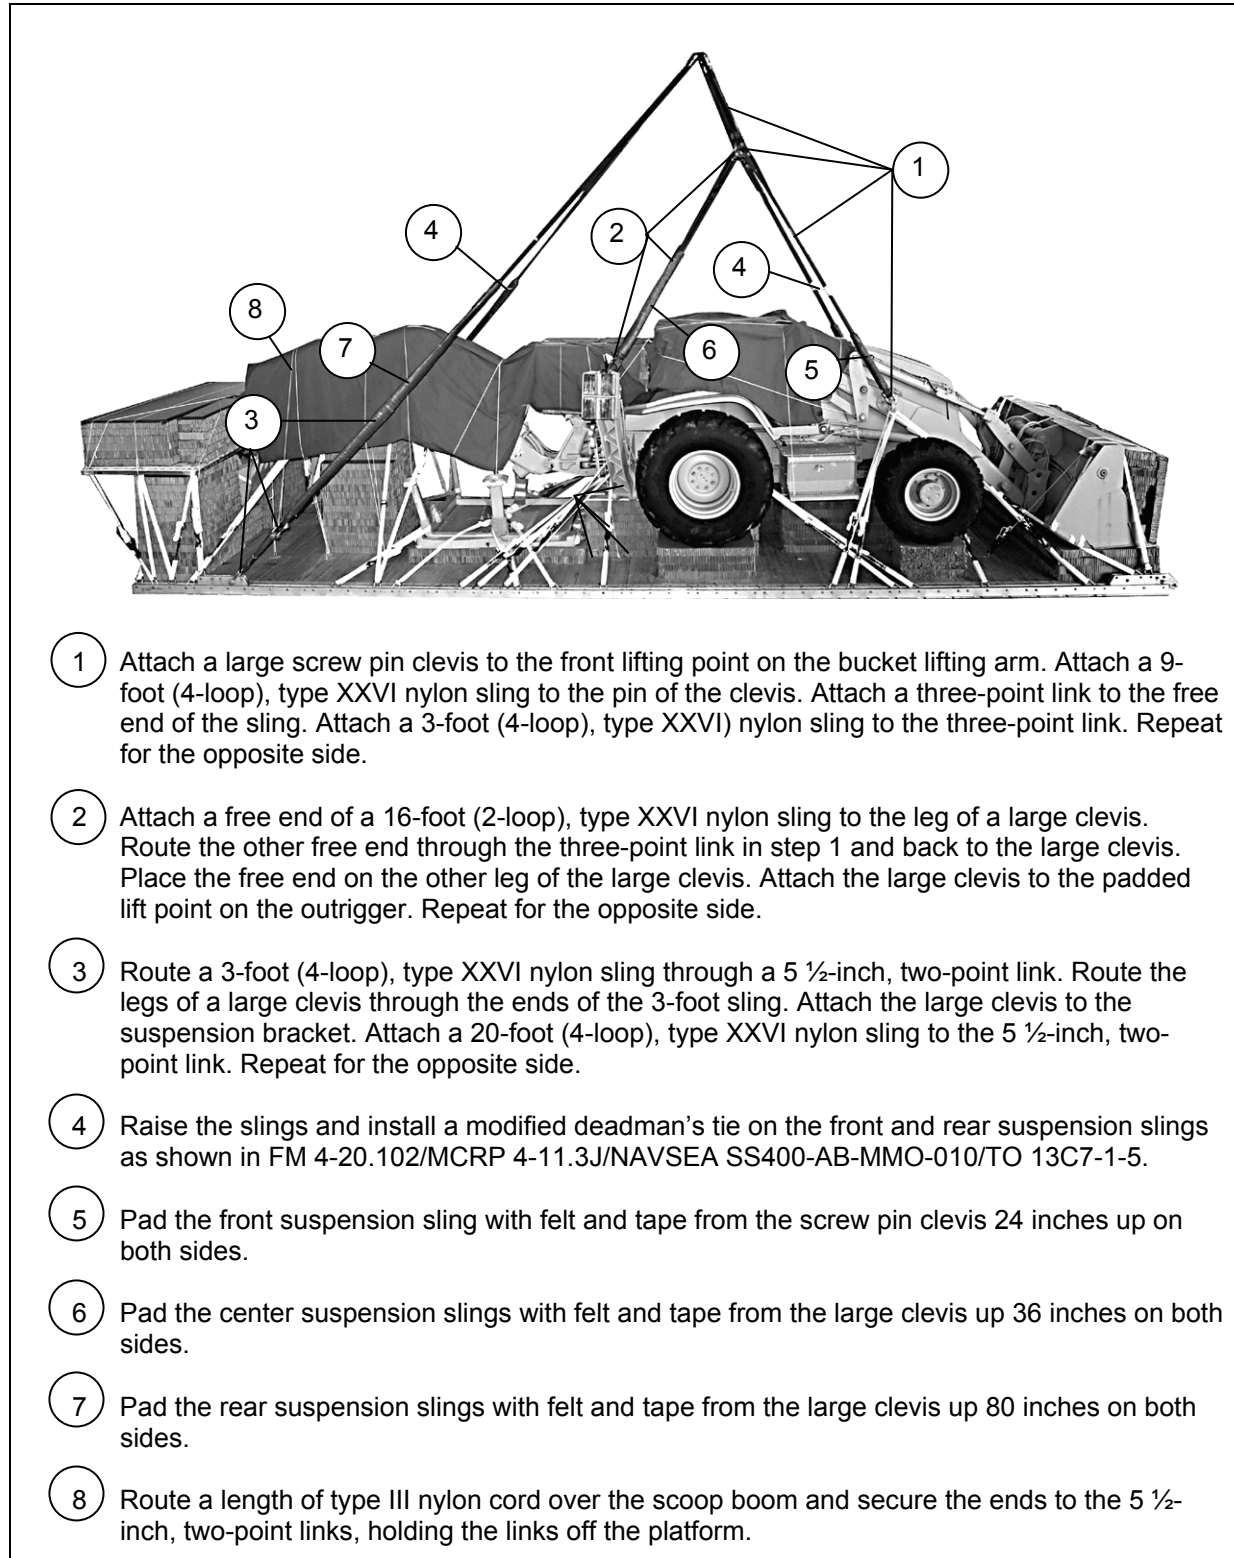 1
4
2
4
8
7
6
5
3
1 Attach a large screw pin clevis to the front lifting point on the bucket lifting arm. Attach a 9-
foot (4-loop), type XXVI nylon sling to the pin of the clevis. Attach a three-point link to the free
end of the sling. Attach a 3-foot (4-loop), type XXVI) nylon sling to the three-point link. Repeat
for the opposite side.
2 Attach a free end of a 16-foot (2-loop), type XXVI nylon sling to the leg of a large clevis.
Route the other free end through the three-point link in step 1 and back to the large clevis.
Place the free end on the other leg of the large clevis. Attach the large clevis to the padded
lift point on the outrigger. Repeat for the opposite side.
3 Route a 3-foot (4-loop), type XXVI nylon sling through a 5 ½-inch, two-point link. Route the
legs of a large clevis through the ends of the 3-foot sling. Attach the large clevis to the
suspension bracket. Attach a 20-foot (4-loop), type XXVI nylon sling to the 5 ½-inch, two-
point link. Repeat for the opposite side.
4 Raise the slings and install a modified deadman’s tie on the front and rear suspension slings
as shown in FM 4-20.102/MCRP 4-11.3J/NAVSEA SS400-AB-MMO-010/TO 13C7-1-5.
5 Pad the front suspension sling with felt and tape from the screw pin clevis 24 inches up on
both sides.
6 Pad the center suspension slings with felt and tape from the large clevis up 36 inches on both
sides.
7 Pad the rear suspension slings with felt and tape from the large clevis up 80 inches on both
sides.
8 Route a length of type III nylon cord over the scoop boom and secure the ends to the 5 ½-
inch, two-point links, holding the links off the platform.